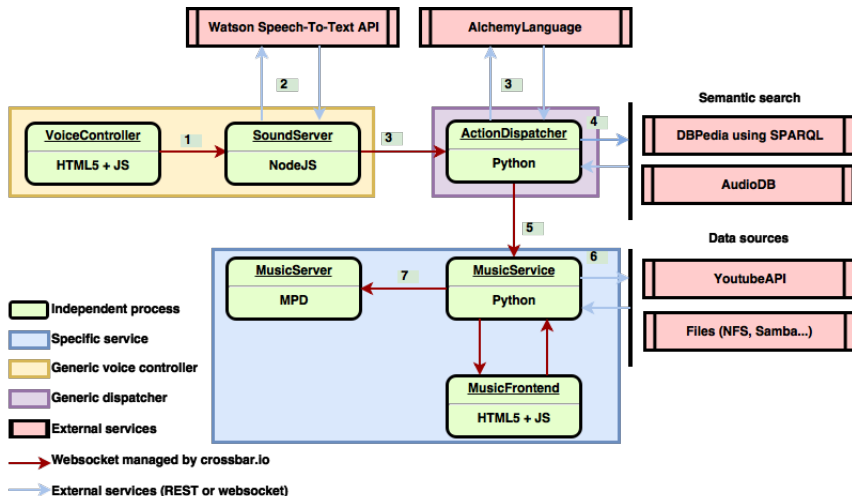 Watson Speech-To-Text API
AlchemyLanguage
2
3
Semantic search
VoiceController
HTML5 + JS
1
SoundServer
NodeJS
3
ActionDispatcher
Python
4
DBPedia using SPARQL
AudioDB
5
Data sources
MusicServer
MPD
7
MusicService
Python
6
YoutubeAPI
Files (NFS, Samba...)
MusicFrontend
HTML5 + JS
Independent process
Specific service
Generic voice controller
Generic dispatcher
External services
Websocket managed by crossbar.io
External services (REST or websocket)